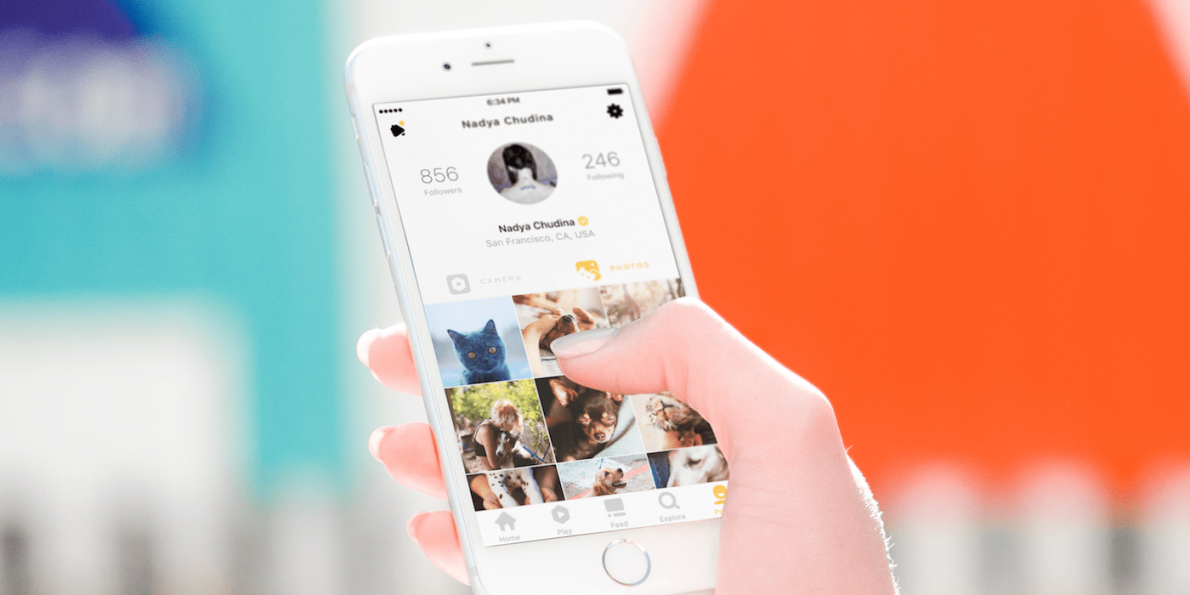 6:34 PM
Nadya Chudina
856
Followers
246
Following
Nadya Chudina
San Francisco, CA, USA
CAMERA
PHOTOS
Home
Play
Feed
Explore